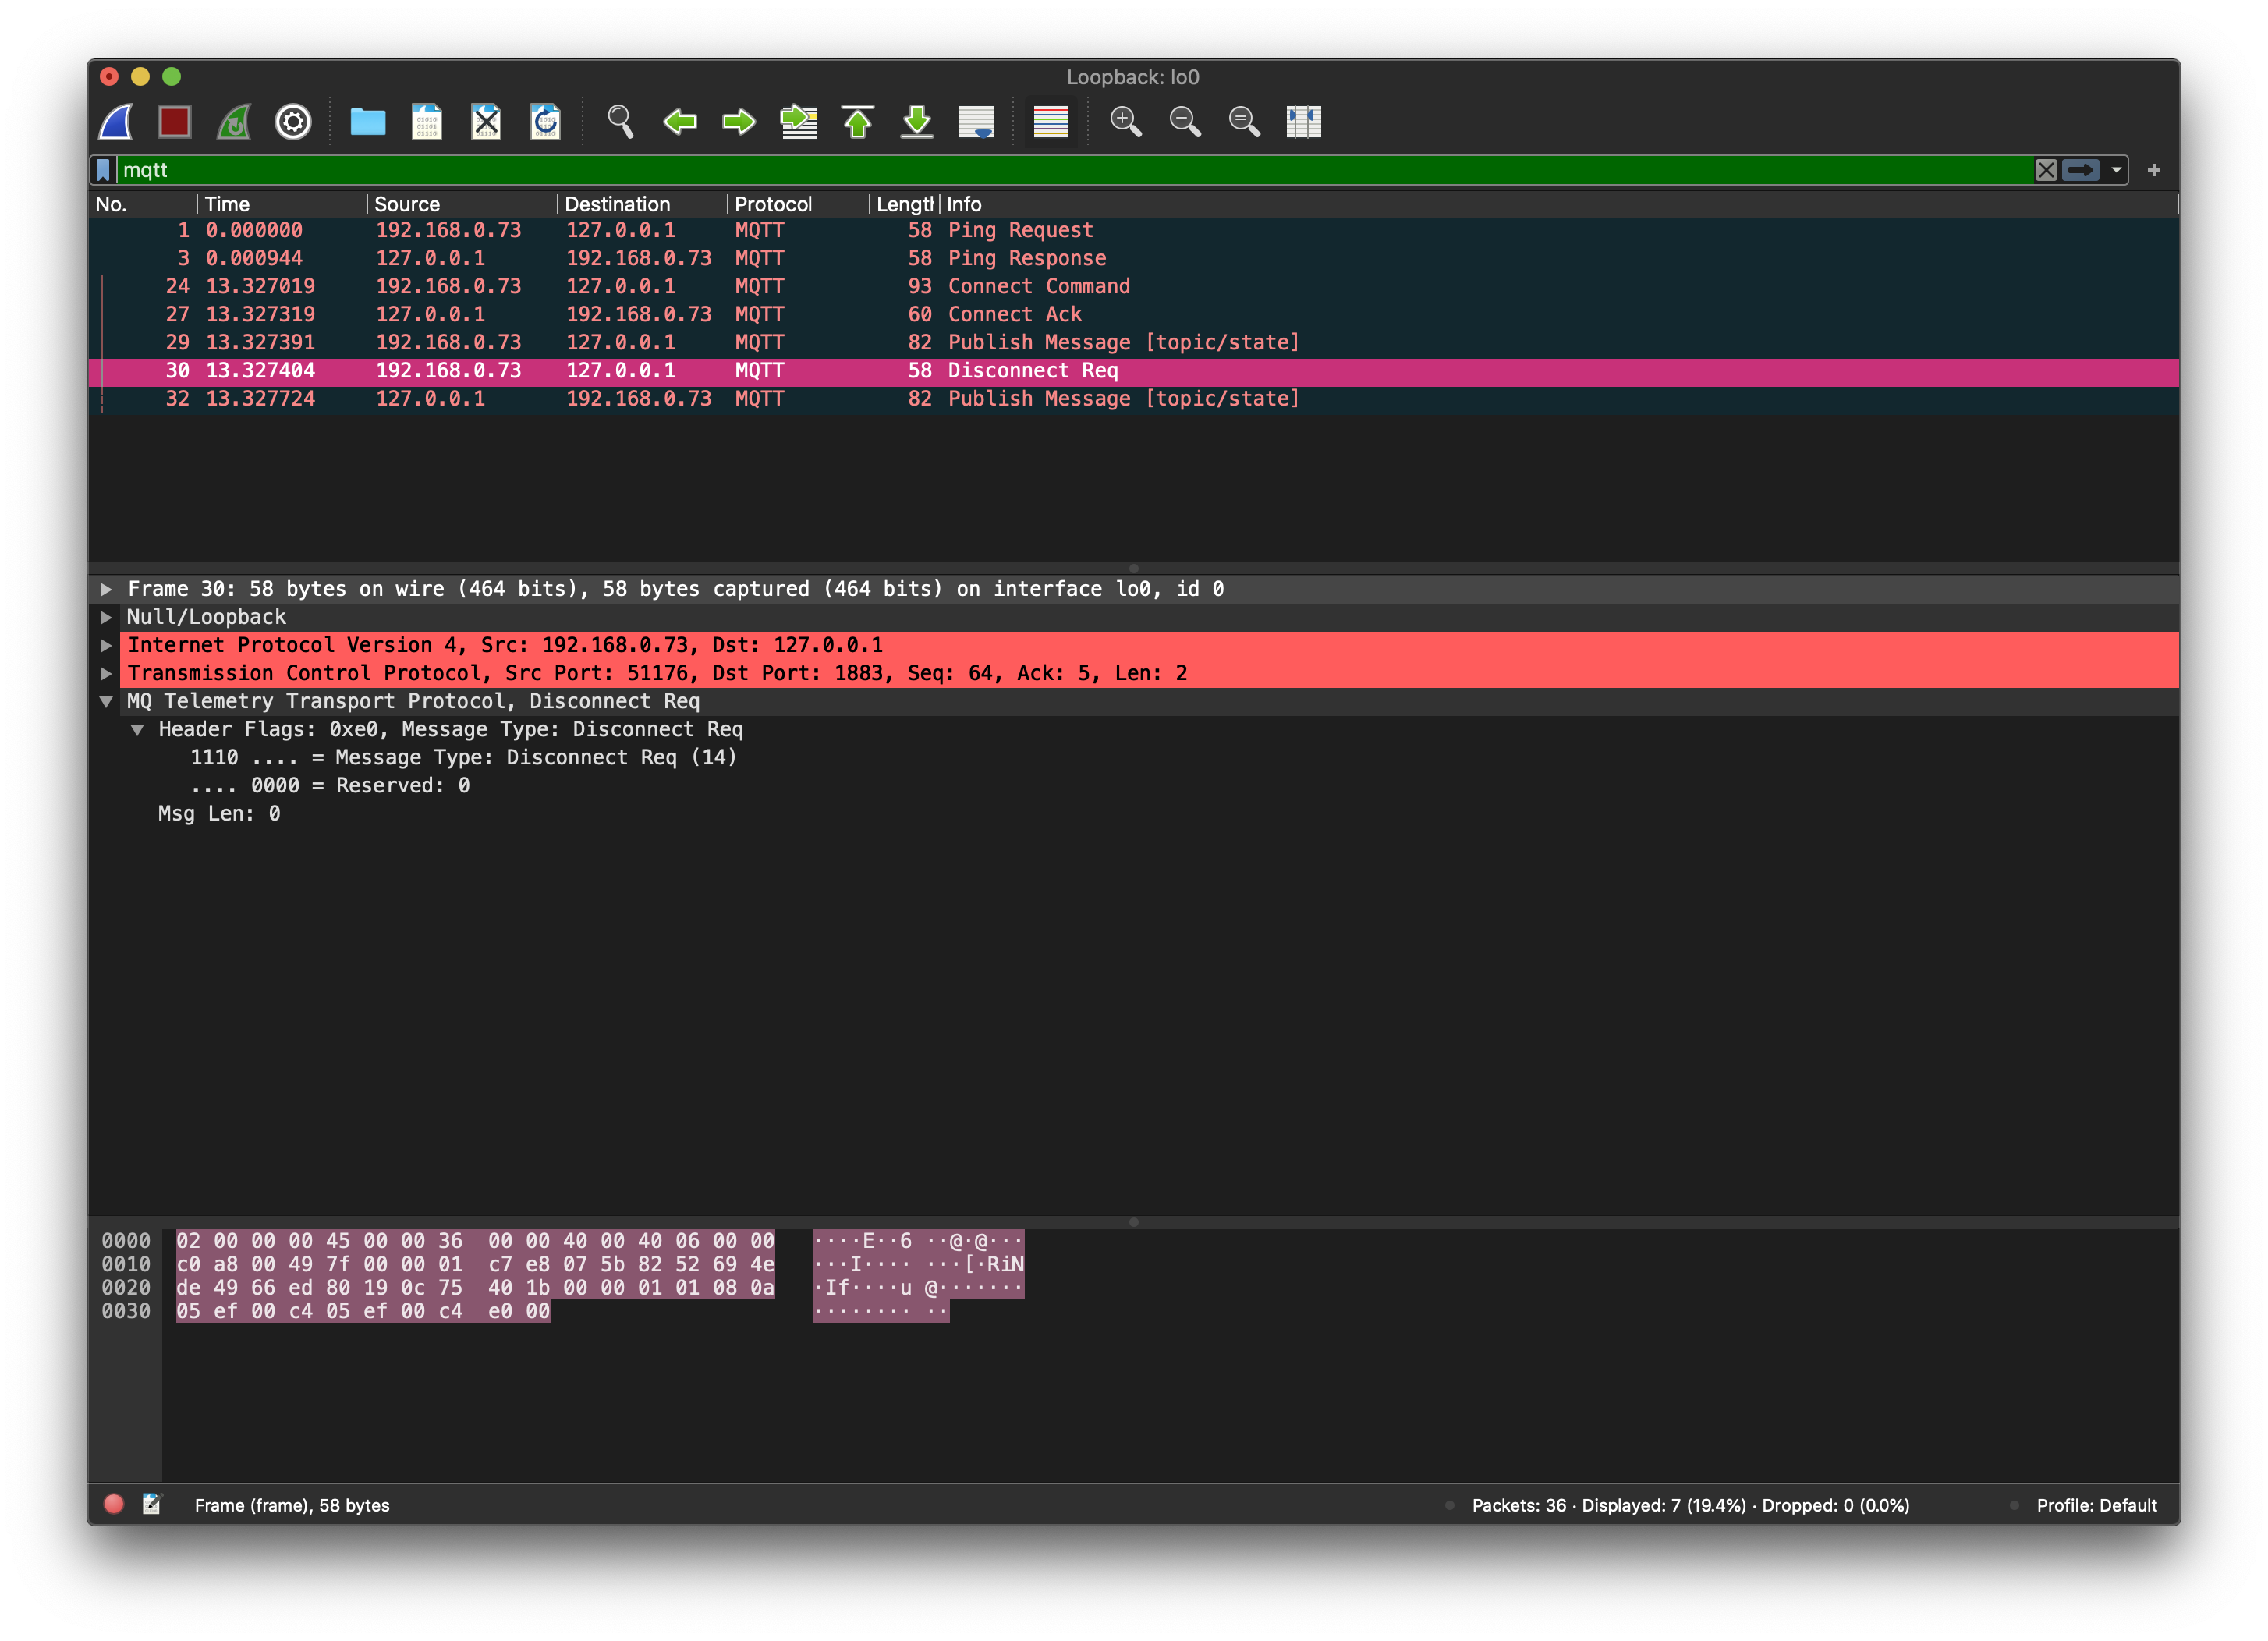 Loopback: lo0
mqtt
No. Time Source Destination Protocol Lengtl Info
1 0.000000 192.168.0.73 127.0.0.1 MQTT 58 Ping Request
3 0.000944 127.0.0.1 192.168.0.73 MQTT 58 Ping Response
24 13.327019 192.168.0.73 127.0.0.1 MQTT 93 Connect Command
27 13.327319 127.0.0.1 192.168.0.73 MQTT 60 Connect Ack
29 13.327391 192.168.0.73 127.0.0.1 MQTT 82 Publish Message [topic/state]
30 13.327404 192.168.0.73 127.0.0.1 MQTT 58 Disconnect Req
32 13.327724 127.0.0.1 192.168.0.73 MQTT 82 Publish Message [topic/state]
Frame 30: 58 bytes on wire (464 bits), 58 bytes captured (464 bits) on interface lo0, id 0
Null/Loopback
Internet Protocol Version 4, Src: 192.168.0.73, Dst: 127.0.0.1
Transmission Control Protocol, Src Port: 51176, Dst Port: 1883, Seq: 64, Ack: 5, Len: 2
MQ Telemetry Transport Protocol, Disconnect Req
Header Flags: 0xe0, Message Type: Disconnect Req
1110 .... = Message Type: Disconnect Req (14)
.... 0000 = Reserved: 0
Msg Len: 0
0000 02 00 00 00 45 00 00 36 00 00 40 00 40 06 00 00 ····E··6 ··@·@···
0010 c0 a8 00 49 7f 00 00 01 c7 e8 07 5b 82 52 69 4e ···I···· ···[·RiN
0020 de 49 66 ed 80 19 0c 75 40 1b 00 00 01 01 08 0a ·If····u @·······
0030 05 ef 00 c4 05 ef 00 c4 e0 00 ········ ··
Frame (frame), 58 bytes Packets: 36 · Displayed: 7 (19.4%) · Dropped: 0 (0.0%) Profile: Default